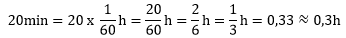 20min = 20 x 1/60 h = 20/60 h = 2/6 h = 1/3 h = 0,33 ≈ 0,3h